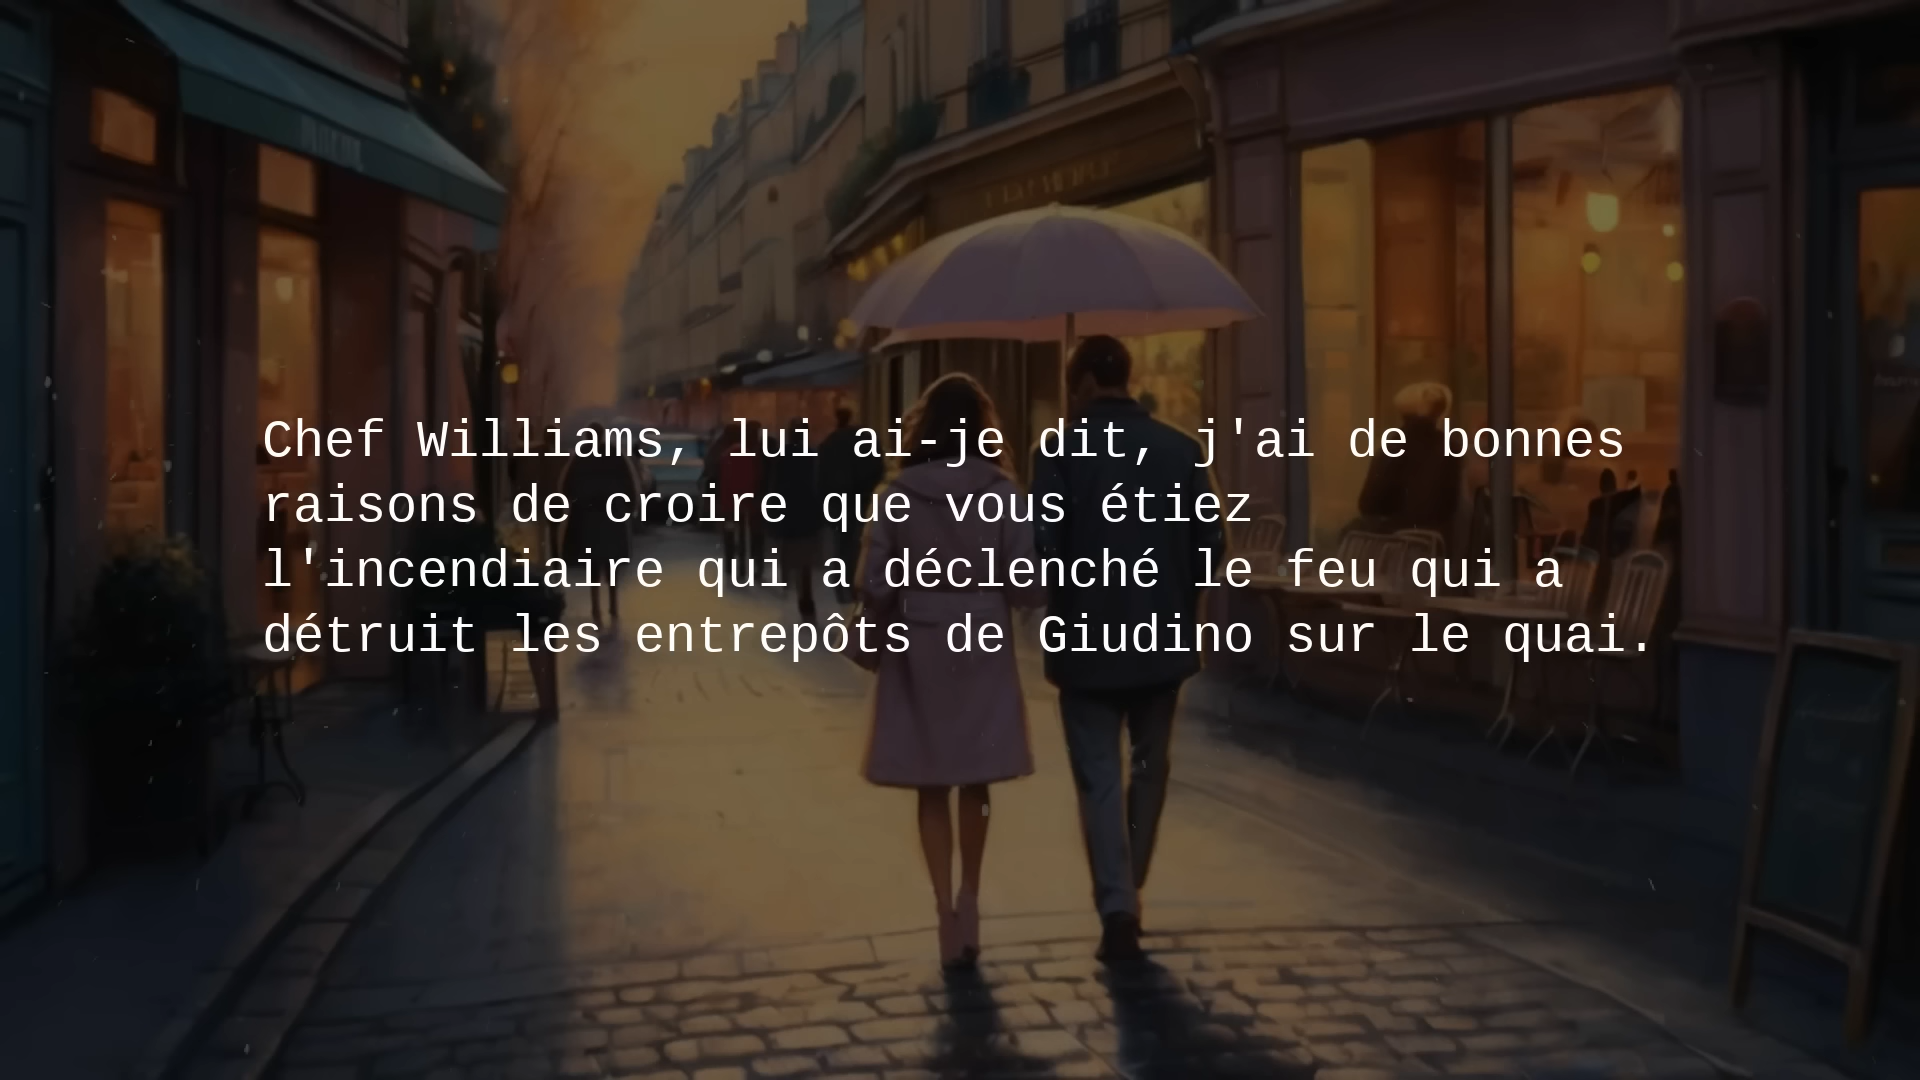 Chef Williams, lui ai-je dit, j'ai de bonnes
raisons de croire que vous étiez
l'incendiaire qui a déclenché le feu qui a
détruit les entrepôts de Giudino sur le quai.